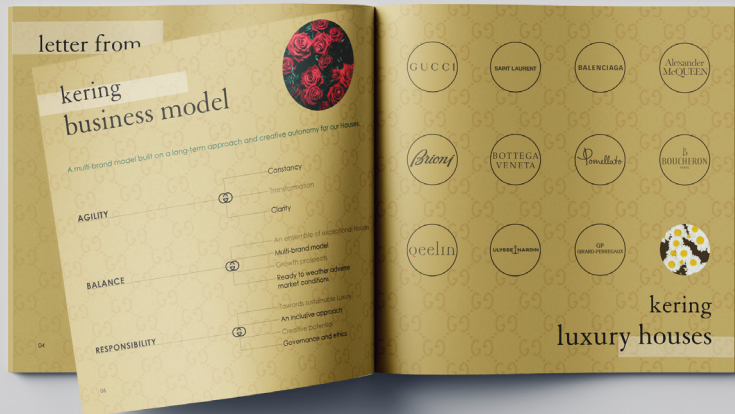 letter from
kering
business model
A multi-brand model built on a long-term approach and creative autonomy for our Houses.
AGILITY
Constancy
Transformation
Clarity
BALANCE
An ensemble of exceptional Houses
Multi-brand model
Growth prospects
Ready to weather adverse
market conditions
RESPONSIBILITY
Towards sustainable Luxury
An inclusive approach
Creative potential
Governance and ethics
04
06
GUCCI
SAINT LAURENT
BALENCIAGA
Alexander
McQUEEN
Brioni
BOTTEGA
VENETA
Pomellato
B
BOUCHERON
PARIS
qeelin
ULYSSE NARDIN
GP
GIRARD-PERREGAUX
kering
luxury houses